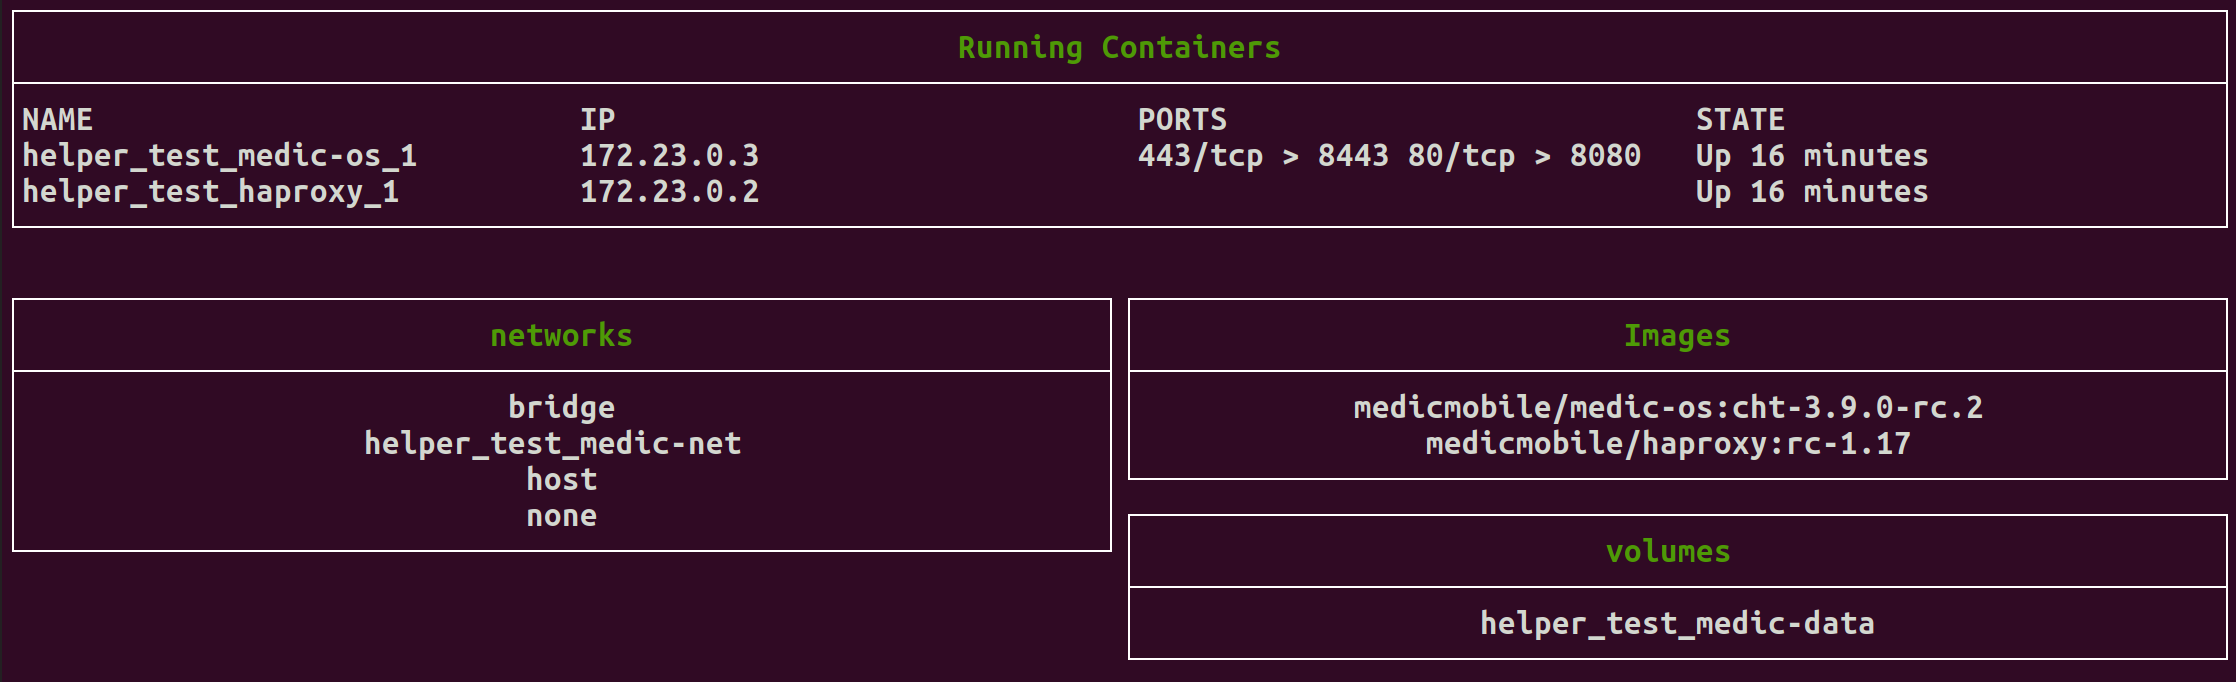 Running Containers
NAME IP PORTS STATE
helper_test_medic-os_1 172.23.0.3 443/tcp > 8443 80/tcp > 8080 Up 16 minutes
helper_test_haproxy_1 172.23.0.2 Up 16 minutes
networks
bridge
helper_test_medic-net
host
none
Images
medicmobile/medic-os:cht-3.9.0-rc.2
medicmobile/haproxy:rc-1.17
volumes
helper_test_medic-data